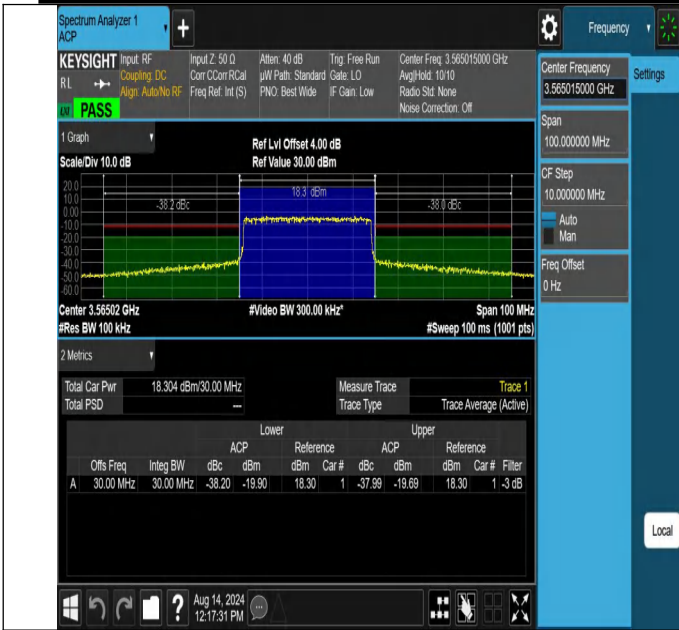 Spectrum Analyzer 1
ACP
+
Frequency
KEYSIGHT Input: RF Input Z: 50 Ω Atten: 40 dB Trig: Free Run Center Freq: 3.565015000 GHz
RL Coupling: DC Corr CCorr RCal µW Path: Standard Gate: LO Avg|Hold: 10/10
Align: Auto/No RF Freq Ref: Int (S) PNO: Best Wide IF Gain: Low Radio Std: None
Noise Correction: Off
PASS
1 Graph
Ref Lvl Offset 4.00 dB
Scale/Div 10.0 dB Ref Value 30.00 dBm
20.0
10.0
0.00
-10.0
-20.0
-30.0
-40.0
-50.0
-60.0
-38.2 dBc 18.3 dBm -38.0 dBc
Center 3.56502 GHz #Video BW 300.00 kHz* Span 100 MHz
#Res BW 100 kHz #Sweep 100 ms (1001 pts)
2 Metrics
Total Car Pwr 18.304 dBm/30.00 MHz Measure Trace Trace 1
Total PSD --- Trace Type Trace Average (Active)
Lower Upper
ACP Reference ACP Reference
Offs Freq Integ BW dBc dBm dBm Car # dBc dBm dBm Car # Filter
A 30.00 MHz 30.00 MHz -38.20 -19.90 18.30 1 -37.99 -19.69 18.30 1 -3 dB
Center Frequency
3.565015000 GHz
Settings
Span
100.000000 MHz
CF Step
10.000000 MHz
Auto
Man
Freq Offset
0 Hz
Local
?
Aug 14, 2024
12:17:31 PM